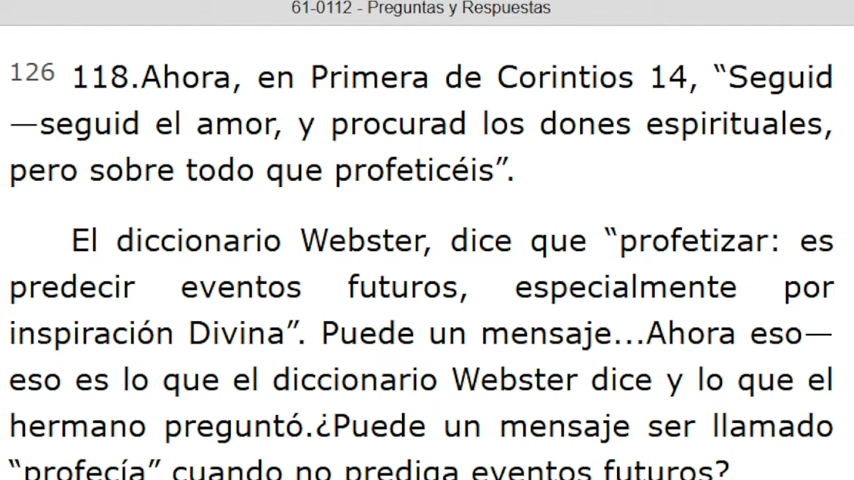 61-0112 - Preguntas y Respuestas
126 118.Ahora, en Primera de Corintios 14, “Seguid
—seguid el amor, y procurad los dones espirituales,
pero sobre todo que profeticéis”.
El diccionario Webster, dice que “profetizar: es
predecir eventos futuros, especialmente por
inspiración Divina”. Puede un mensaje...Ahora eso—
eso es lo que el diccionario Webster dice y lo que el
hermano preguntó.¿Puede un mensaje ser llamado
“profecía” cuando no prediga eventos futuros?